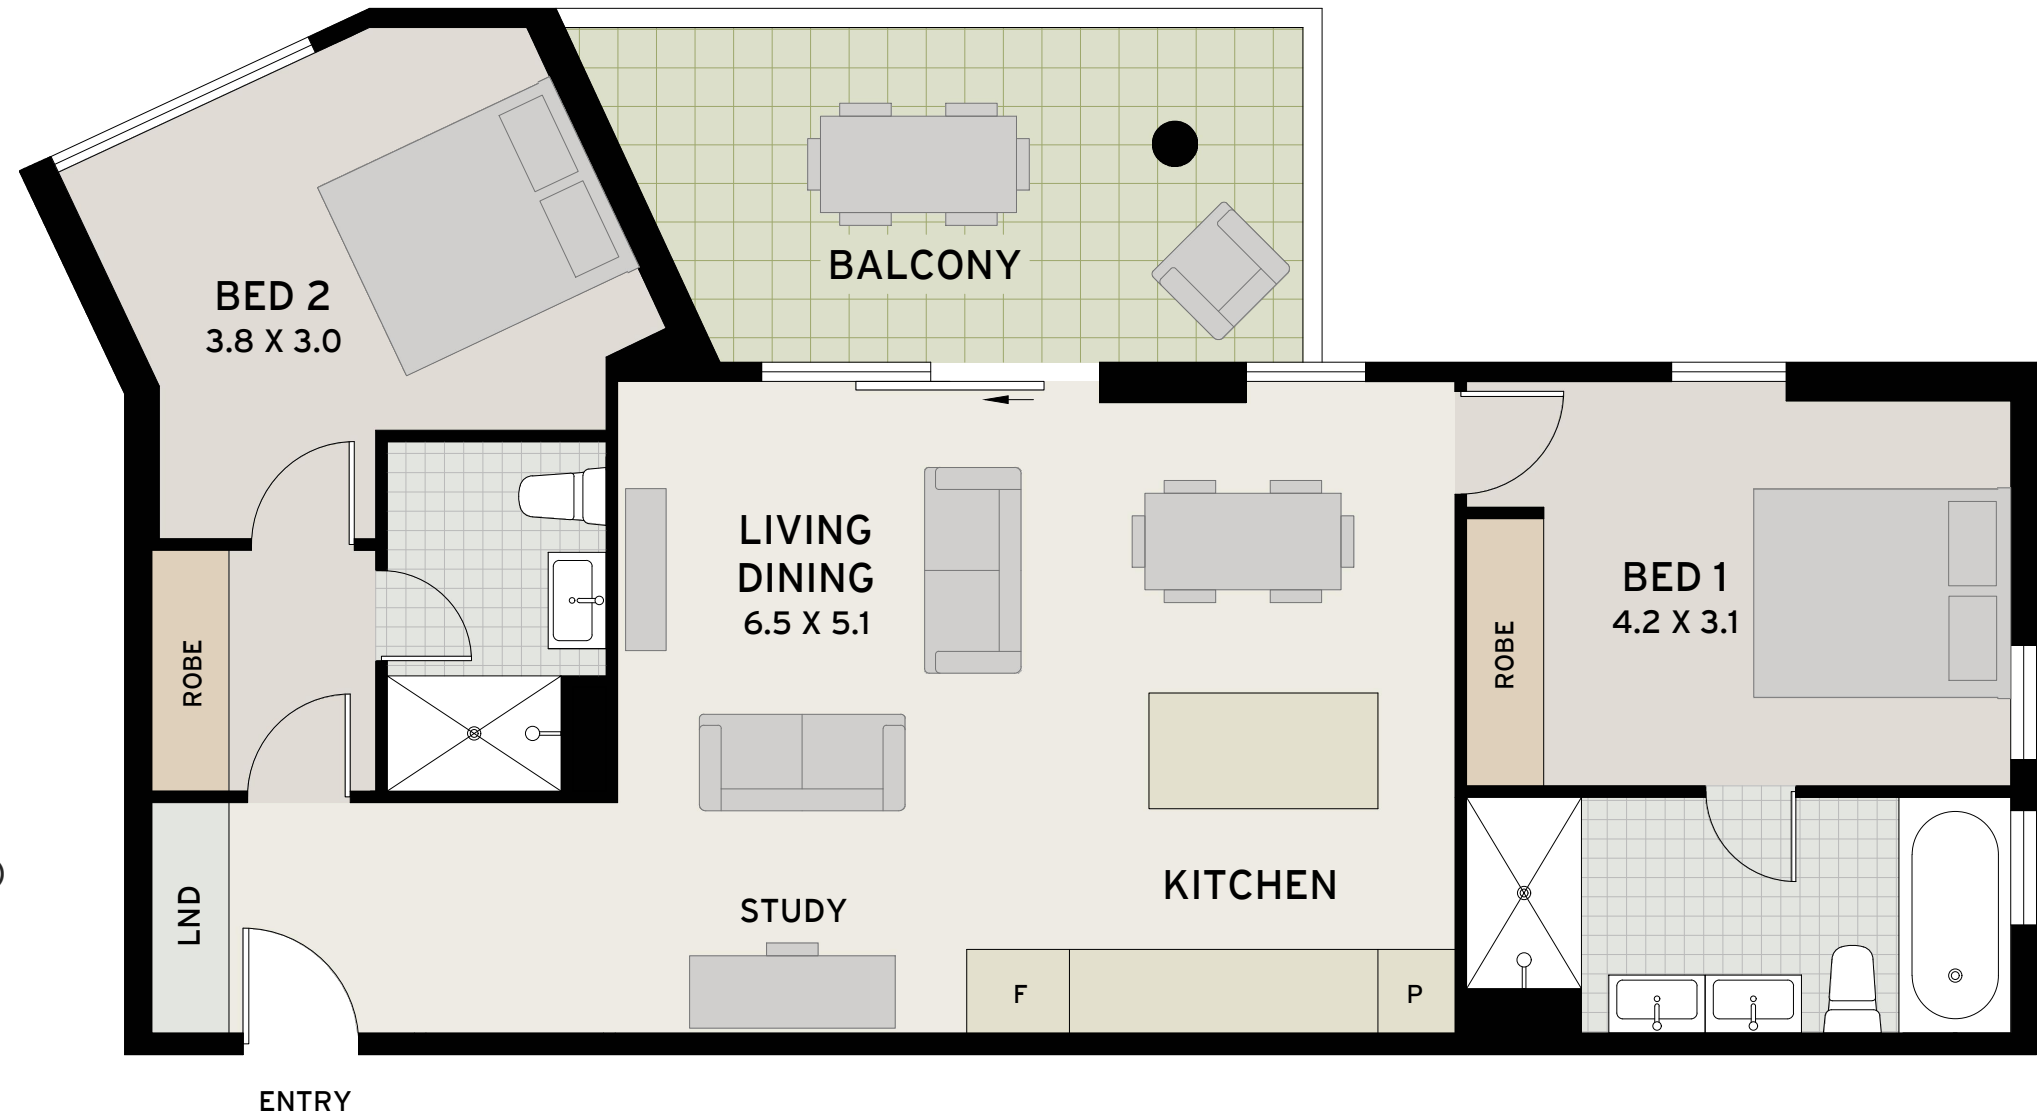 BALCONY
BED 2
3.8 X 3.0
LIVING
DINING
6.5 X 5.1
BED 1
4.2 X 3.1
ROBE
ROBE
LND
STUDY
KITCHEN
F
P
ENTRY
)